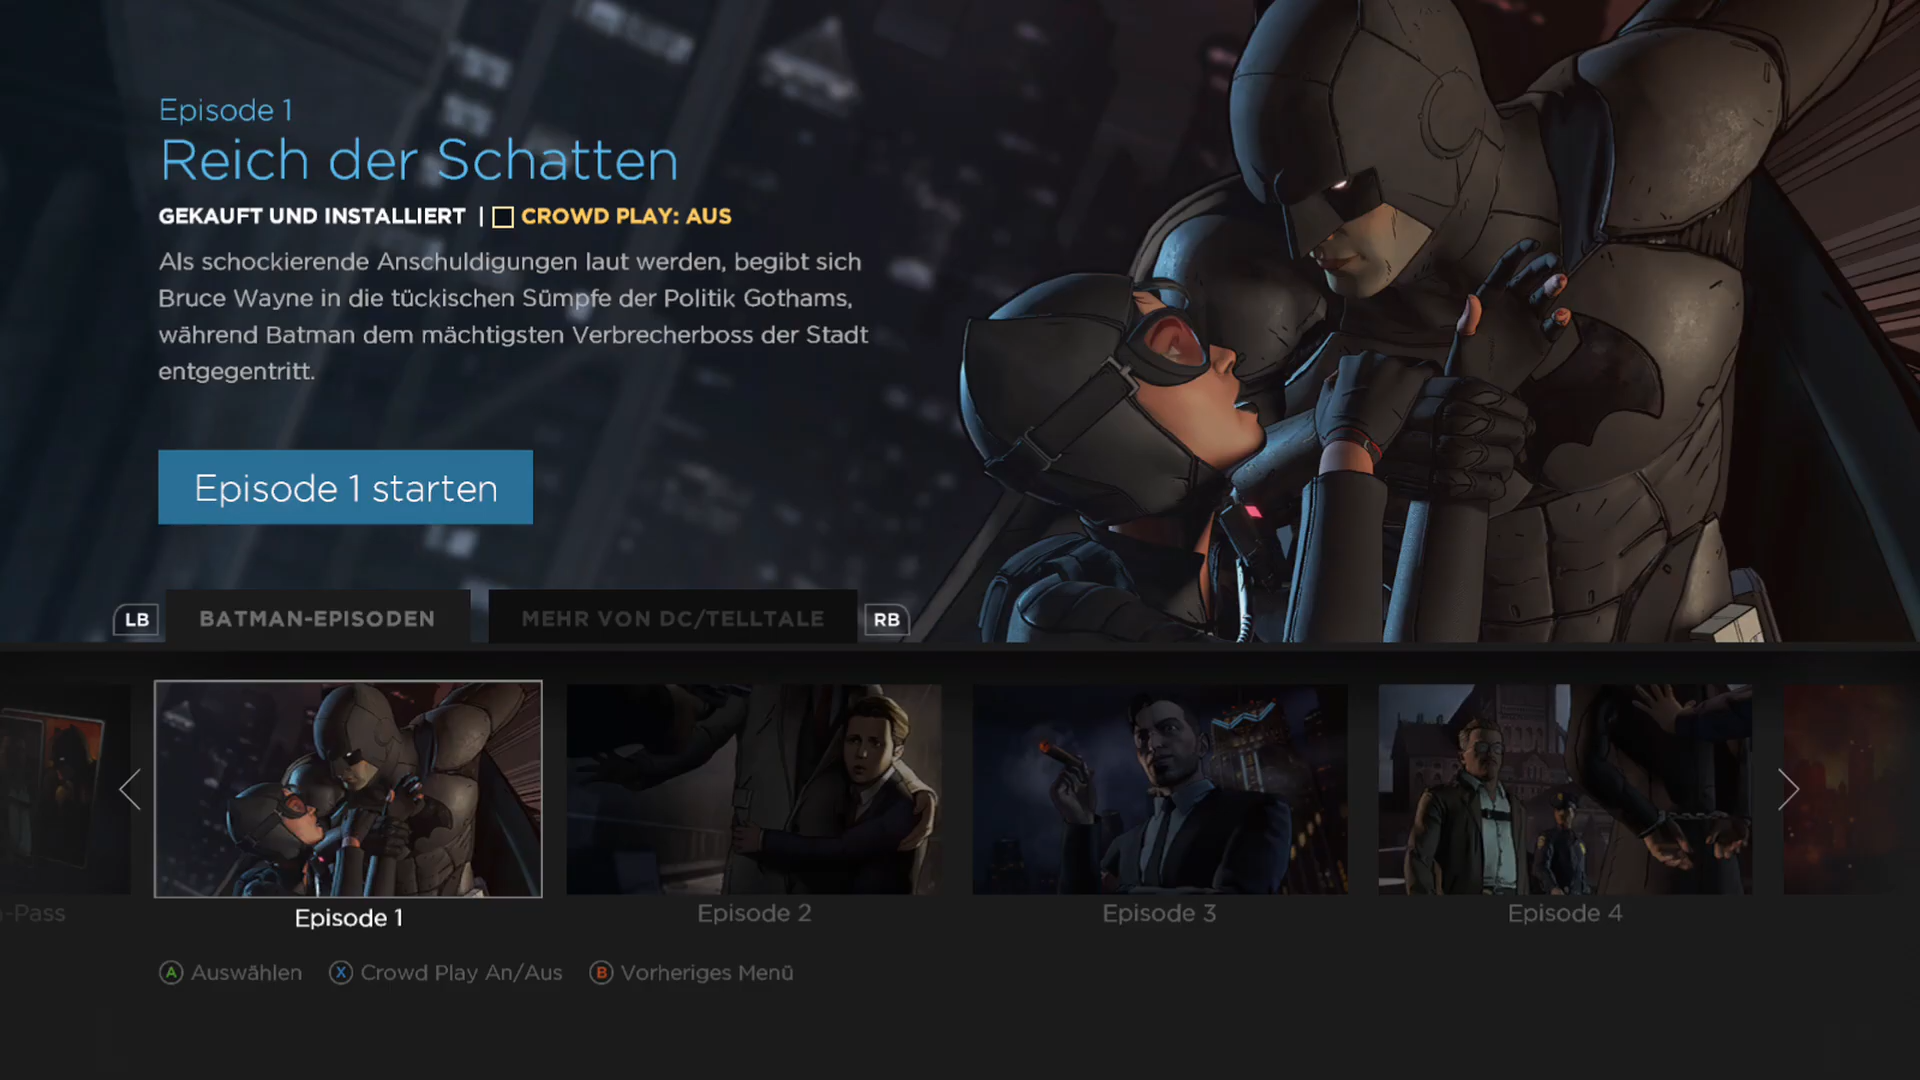 Episode 1
Reich der Schatten
GEKAUFT UND INSTALLIERT | CROWD PLAY: AUS
Als schockierende Anschuldigungen laut werden, begibt sich
Bruce Wayne in die tückischen Sümpfe der Politik Gothams,
während Batman dem mächtigsten Verbrecherboss der Stadt
entgegentritt.
Episode 1 starten
LB BATMAN-EPISODEN MEHR VON DC/TELLTALE RB
-Pass Episode 1 Episode 2 Episode 3 Episode 4
A Auswählen X Crowd Play An/Aus B Vorheriges Menü